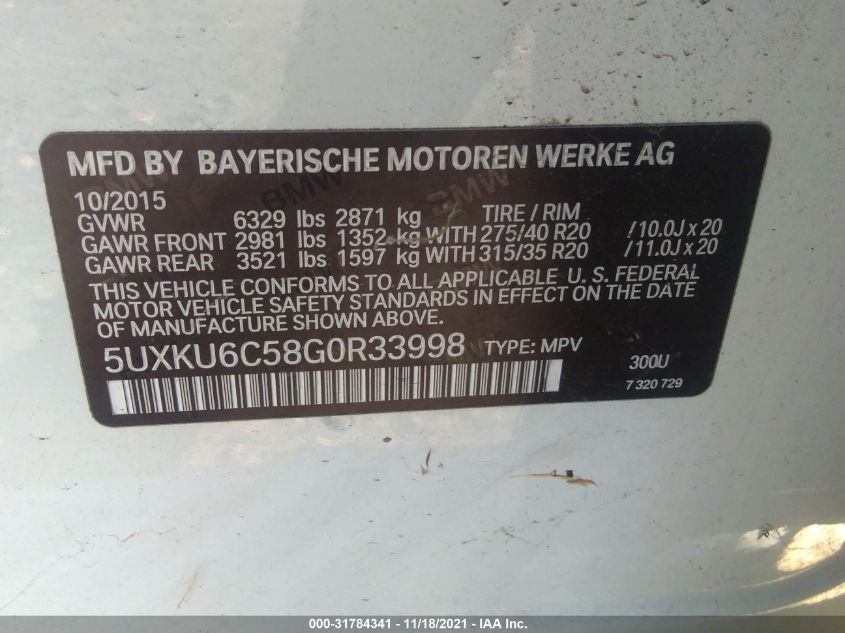 MFD BY BAYERISCHE MOTOREN WERKE AG
10/2015
GVWR 6329 lbs 2871 kg TIRE / RIM
GAWR FRONT 2981 lbs 1352 kg WITH 275/40 R20 /10.0J x 20
GAWR REAR 3521 lbs 1597 kg WITH 315/35 R20 /11.0J x 20
THIS VEHICLE CONFORMS TO ALL APPLICABLE U. S. FEDERAL
MOTOR VEHICLE SAFETY STANDARDS IN EFFECT ON THE DATE
OF MANUFACTURE SHOWN ABOVE.
5UXKU6C58G0R33998 TYPE: MPV 300U
7 320 729
BMW BMW
000-31784341 - 11/18/2021 - IAA Inc.